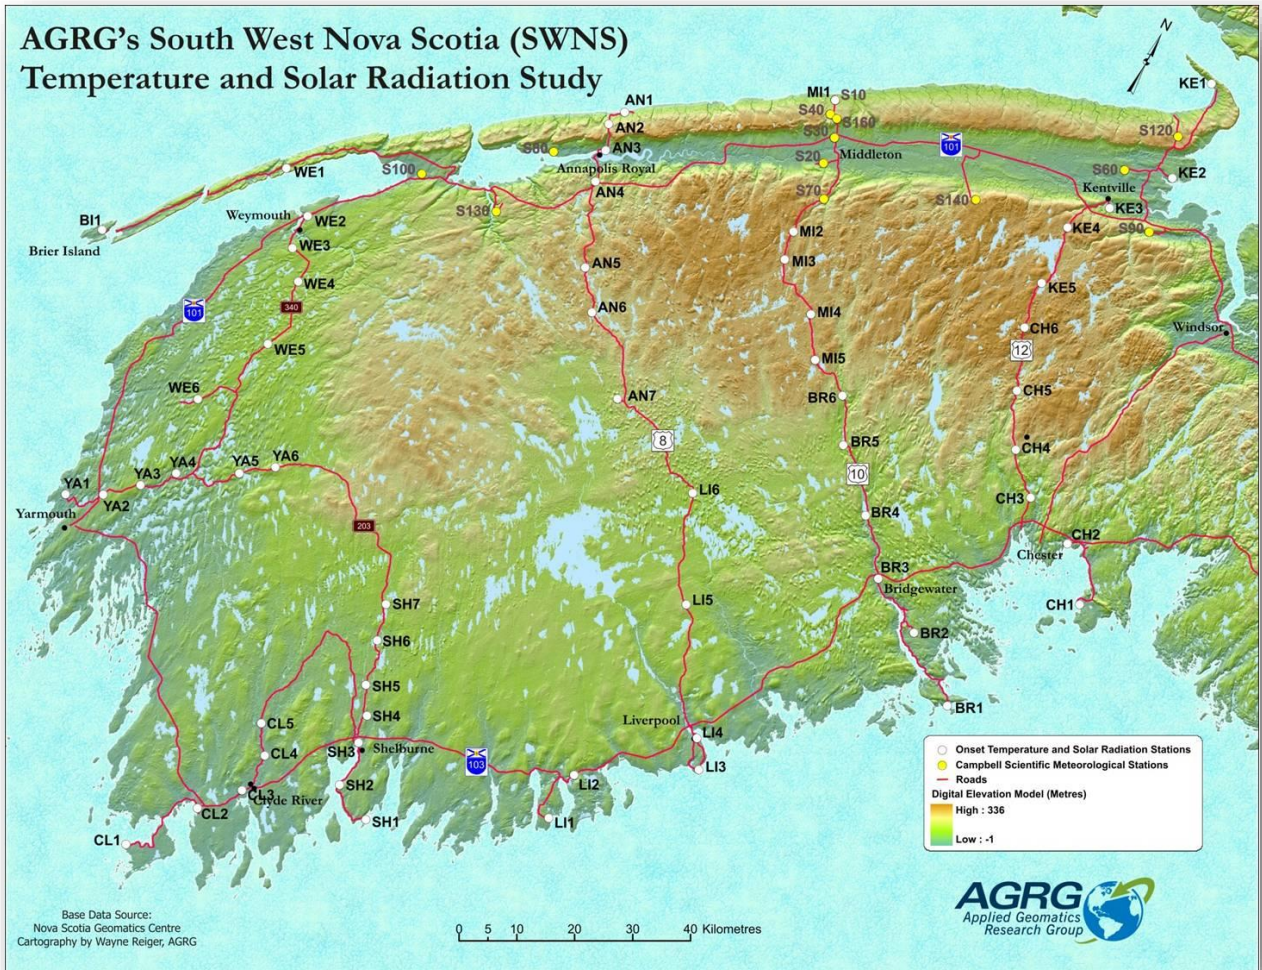 AGRG's South West Nova Scotia (SWNS)
Temperature and Solar Radiation Study
N
KE1
MI1
S10
AN1
S40
S160
AN2
S30
S120
S80
AN3
101
Middleton
Annapolis Royal
S20
WE1
S100
S60
KE2
AN4
Kentville
S70
S140
S130
KE3
Weymouth
BI1
WE2
KE4
S90
MI2
Brier Island
WE3
MI3
AN5
WE4
KE5
340
AN6
101
MI4
CH6
Windsor
WE5
12
MI5
WE6
CH5
AN7
BR6
8
BR5
CH4
YA6
YA5
YA4
YA3
10
YA1
LI6
CH3
YA2
Yarmouth
BR4
203
CH2
Chester
BR3
Bridgewater
SH7
LI5
CH1
BR2
SH6
SH5
BR1
SH4
Liverpool
CL5
LI4
SH3
Shelburne
CL4
103
LI3
SH2
LI2
CL3
Clyde River
CL2
SH1
LI1
CL1
Onset Temperature and Solar Radiation Stations
Campbell Scientific Meteorological Stations
Roads
Digital Elevation Model (Metres)
High : 336
Low : -1
AGRG
Applied Geomatics
Research Group
Base Data Source:
Nova Scotia Geomatics Centre
Cartography by Wayne Reiger, AGRG
0 5 10 20 30 40 Kilometres